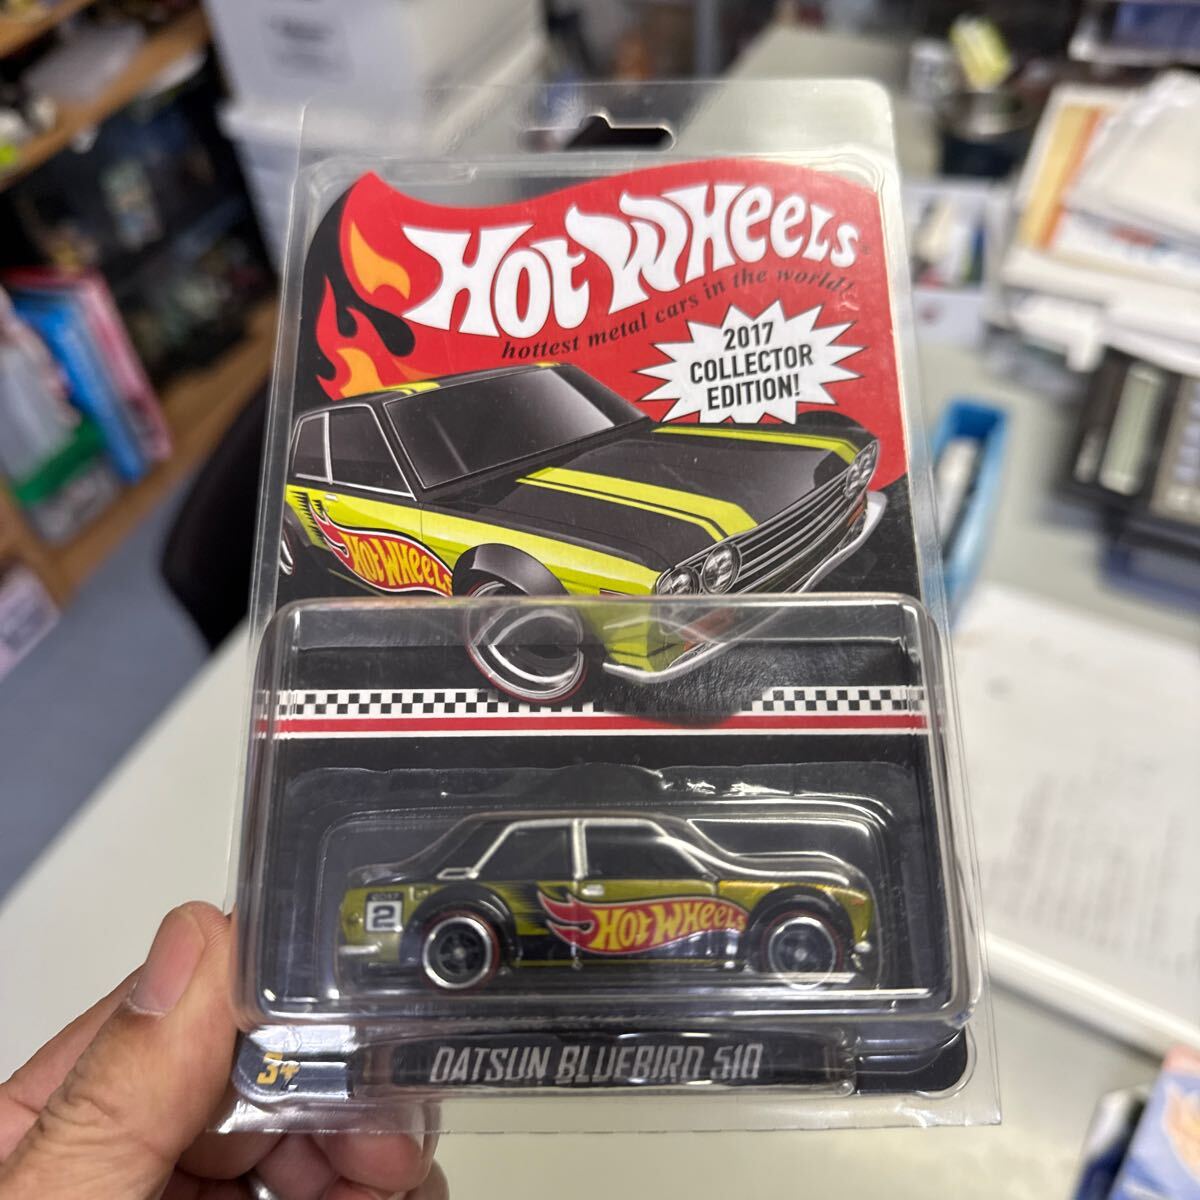 Hot Wheels
hottest metal cars in the world!
2017
COLLECTOR
EDITION!
Hot Wheels
2017
2
Hot Wheels
3+
DATSUN BLUEBIRD 510